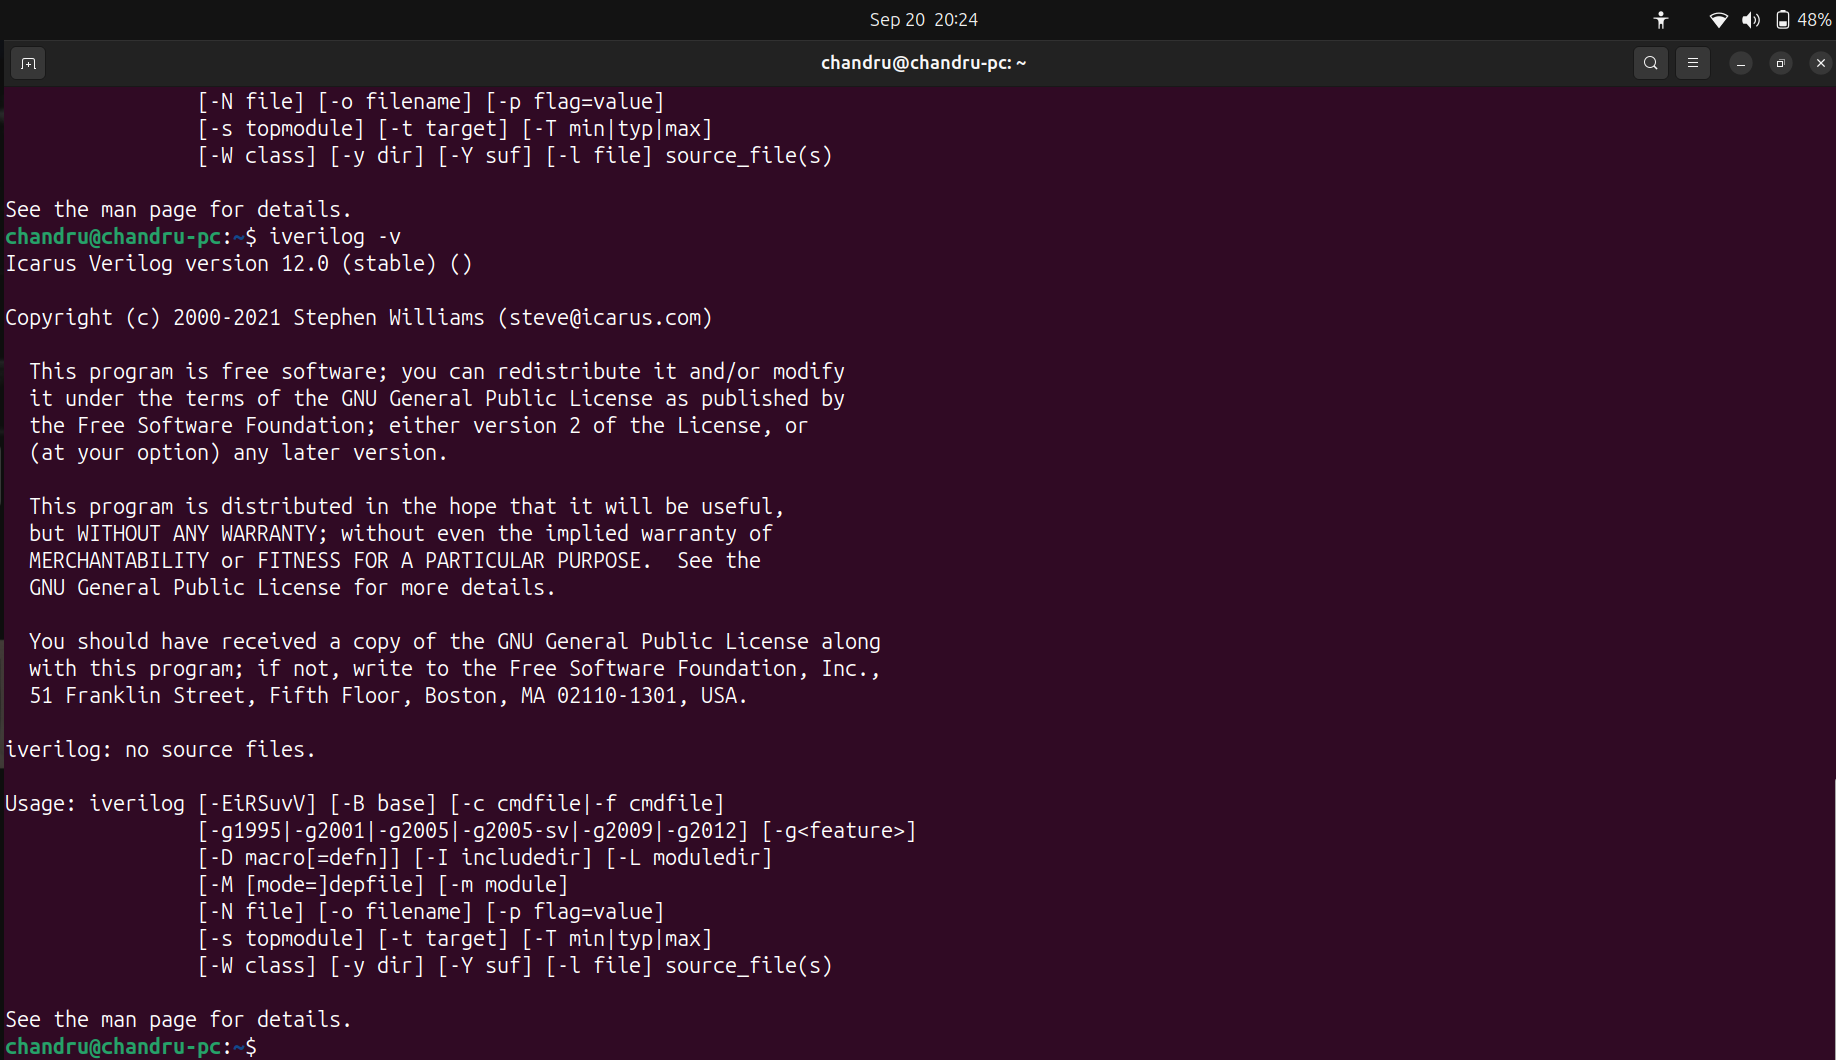 Sep 20 20:24
48%
chandru@chandru-pc: ~
[-N file] [-o filename] [-p flag=value]
[-s topmodule] [-t target] [-T min|typ|max]
[-W class] [-y dir] [-Y suf] [-l file] source_file(s)
See the man page for details.
chandru@chandru-pc:~$ iverilog -v
Icarus Verilog version 12.0 (stable) ()
Copyright (c) 2000-2021 Stephen Williams (steve@icarus.com)
This program is free software; you can redistribute it and/or modify
it under the terms of the GNU General Public License as published by
the Free Software Foundation; either version 2 of the License, or
(at your option) any later version.
This program is distributed in the hope that it will be useful,
but WITHOUT ANY WARRANTY; without even the implied warranty of
MERCHANTABILITY or FITNESS FOR A PARTICULAR PURPOSE.  See the
GNU General Public License for more details.
You should have received a copy of the GNU General Public License along
with this program; if not, write to the Free Software Foundation, Inc.,
51 Franklin Street, Fifth Floor, Boston, MA 02110-1301, USA.
iverilog: no source files.
Usage: iverilog [-EiRSuvV] [-B base] [-c cmdfile|-f cmdfile]
[-g1995|-g2001|-g2005|-g2005-sv|-g2009|-g2012] [-g<feature>]
[-D macro[=defn]] [-I includedir] [-L moduledir]
[-M [mode=]depfile] [-m module]
[-N file] [-o filename] [-p flag=value]
[-s topmodule] [-t target] [-T min|typ|max]
[-W class] [-y dir] [-Y suf] [-l file] source_file(s)
See the man page for details.
chandru@chandru-pc:~$